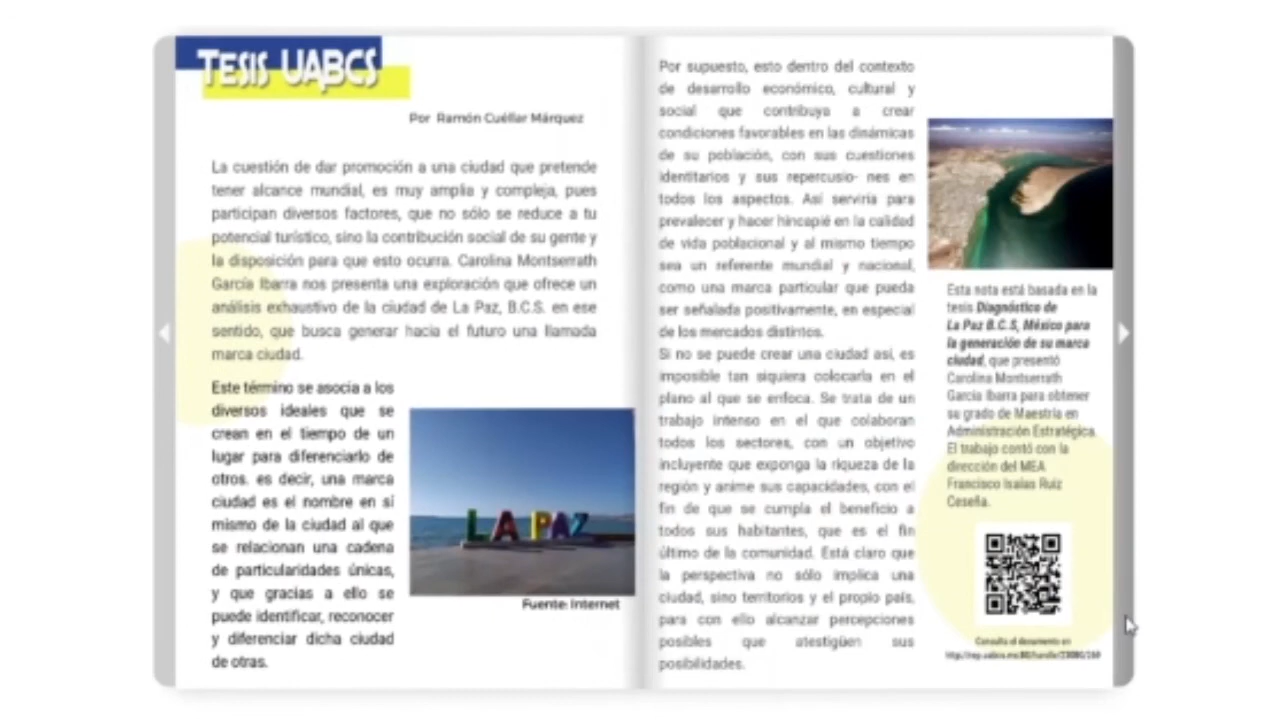 TESIS UABCS
Por Ramón Cuéllar Márquez
La cuestión de dar promoción a una ciudad que pretende
tener alcance mundial, es muy amplia y compleja, pues
participan diversos factores, que no sólo se reduce a tu
potencial turístico, sino la contribución social de su gente y
la disposición para que esto ocurra. Carolina Montserrath
García Ibarra nos presenta una exploración que ofrece un
análisis exhaustivo de la ciudad de La Paz, B.C.S. en ese
sentido, que busca generar hacia el futuro una llamada
marca ciudad.
Este término se asocia a los
diversos ideales que se
crean en el tiempo de un
lugar para diferenciarlo de
otros. es decir, una marca
ciudad es el nombre en sí
mismo de la ciudad al que
se relacionan una cadena
de particularidades únicas,
y que gracias a ello se
puede identificar, reconocer
y diferenciar dicha ciudad
de otras.
LA PAZ
Fuente: Internet
Por supuesto, esto dentro del contexto
de desarrollo económico, cultural y
social que contribuya a crear
condiciones favorables en las dinámicas
de su población, con sus cuestiones
identitarios y sus repercusio- nes en
todos los aspectos. Así serviría para
prevalecer y hacer hincapié en la calidad
de vida poblacional y al mismo tiempo
sea un referente mundial y nacional,
como una marca particular que pueda
ser señalada positivamente, en especial
de los mercados distintos.
Si no se puede crear una ciudad así, es
imposible tan siquiera colocarla en el
plano al que se enfoca. Se trata de un
trabajo intenso en el que colaboran
todos los sectores, con un objetivo
incluyente que exponga la riqueza de la
región y anime sus capacidades, con el
fin de que se cumpla el beneficio a
todos sus habitantes, que es el fin
último de la comunidad. Está claro que
la perspectiva no sólo implica una
ciudad, sino territorios y el propio país,
para con ello alcanzar percepciones
posibles que atestigüen sus
posibilidades.
Esta nota está basada en la
tesis Diagnóstico de
La Paz B.C.S, México para
la generación de su marca
ciudad, que presentó
Carolina Montserrath
García Ibarra para obtener
su grado de Maestría en
Administración Estratégica.
El trabajo contó con la
dirección del MEA
Francisco Isaías Ruiz
Ceseña.
Consulta el documento en